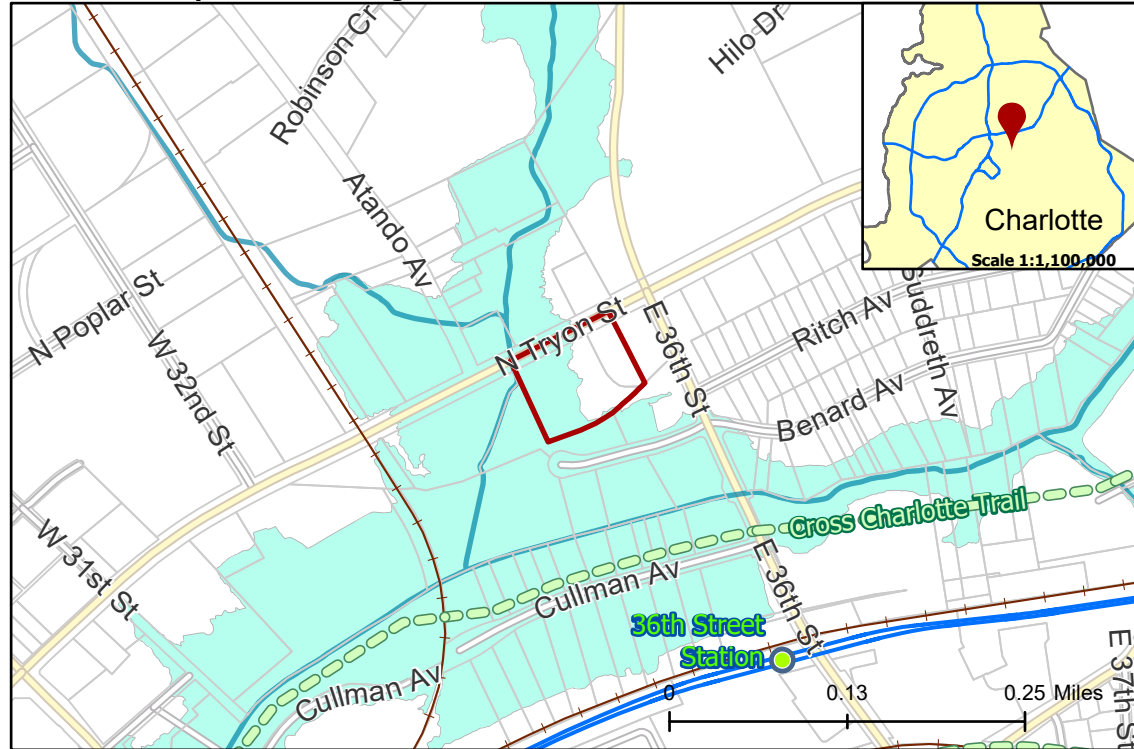 Robinson Cr
Hilo Dr
Atando Av
Charlotte
Scale 1:1,100,000
N Poplar St
W 32nd St
N Tryon St
E 36th St
Ritch Av
Suddreth Av
Benard Av
W 31st St
Cross Charlotte Trail
Cullman Av
E 36th St
36th Street
Station
Cullman Av
E 37th St
0
0.13
0.25 Miles